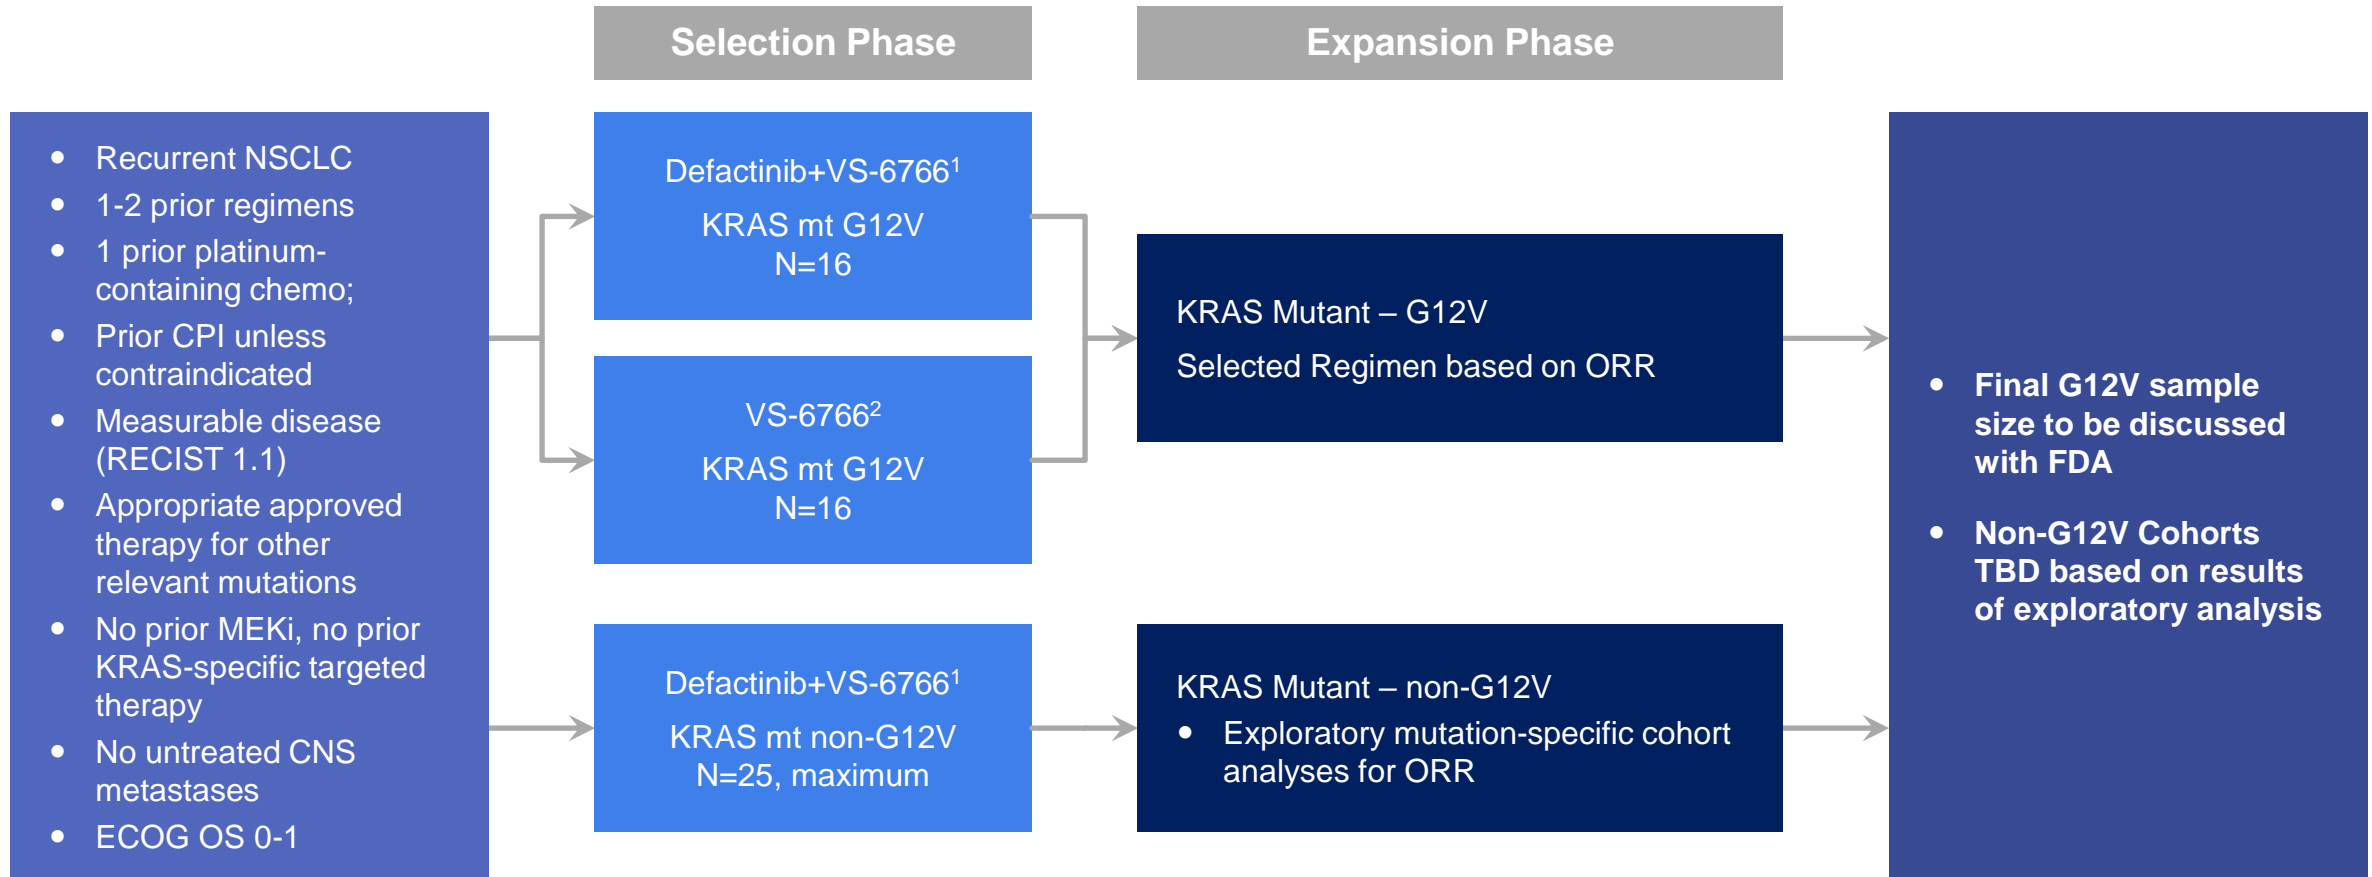 Selection Phase
Expansion Phase
• Recurrent NSCLC
• 1-2 prior regimens
• 1 prior platinum-
containing chemo;
• Prior CPI unless
contraindicated
• Measurable disease
(RECIST 1.1)
• Appropriate approved
therapy for other
relevant mutations
• No prior MEKi, no prior
KRAS-specific targeted
therapy
• No untreated CNS
metastases
• ECOG OS 0-1
Defactinib+VS-6766¹
KRAS mt G12V
N=16
VS-6766²
KRAS mt G12V
N=16
Defactinib+VS-6766¹
KRAS mt non-G12V
N=25, maximum
KRAS Mutant – G12V
Selected Regimen based on ORR
KRAS Mutant – non-G12V
• Exploratory mutation-specific cohort
analyses for ORR
• Final G12V sample
size to be discussed
with FDA
• Non-G12V Cohorts
TBD based on results
of exploratory analysis